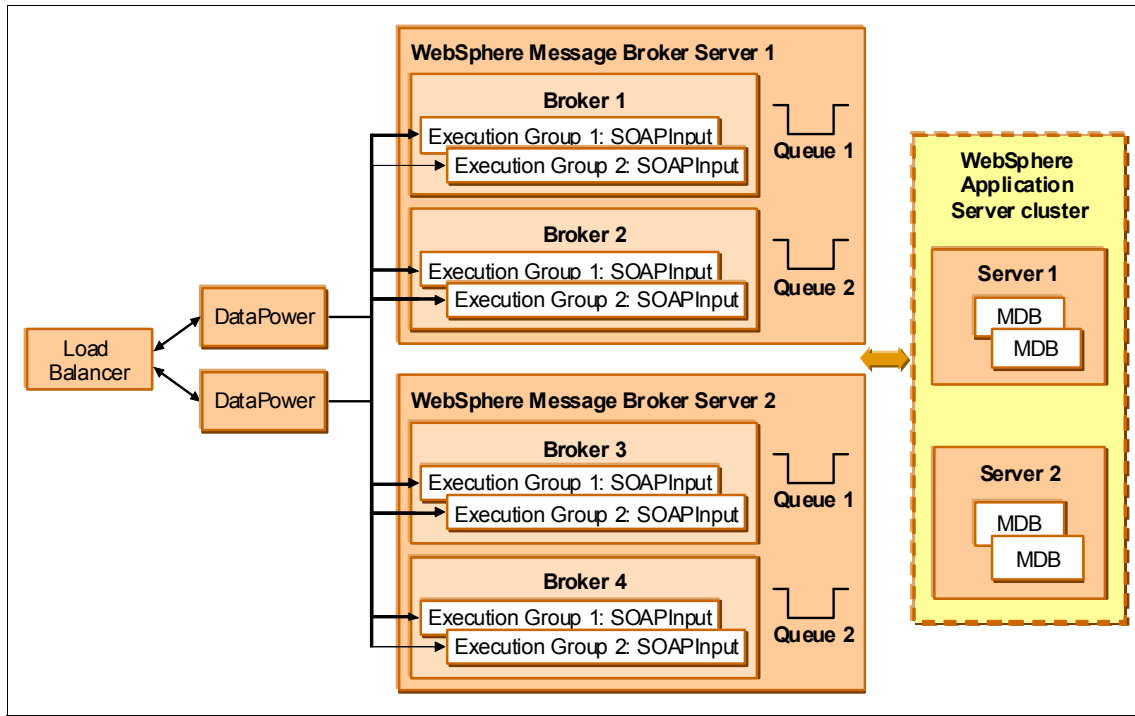 Load
Balancer
DataPower
DataPower
WebSphere Message Broker Server 1
Broker 1
Execution Group 1: SOAPInput
Execution Group 2: SOAPInput
Queue 1
Broker 2
Execution Group 1: SOAPInput
Execution Group 2: SOAPInput
Queue 2
WebSphere Message Broker Server 2
Broker 3
Execution Group 1: SOAPInput
Execution Group 2: SOAPInput
Queue 1
Broker 4
Execution Group 1: SOAPInput
Execution Group 2: SOAPInput
Queue 2
WebSphere
Application
Server cluster
Server 1
MDB
MDB
Server 2
MDB
MDB